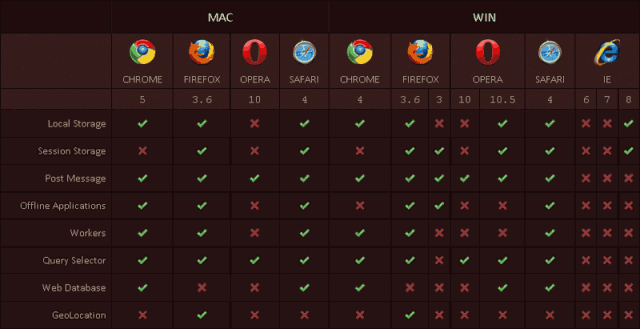 MAC WIN
CHROME FIREFOX OPERA SAFARI CHROME FIREFOX OPERA SAFARI IE
5 3.6 10 4 4 3.6 3 10 10.5 4 6 7 8
Local Storage
Session Storage
Post Message
Offline Applications
Workers
Query Selector
Web Database
GeoLocation